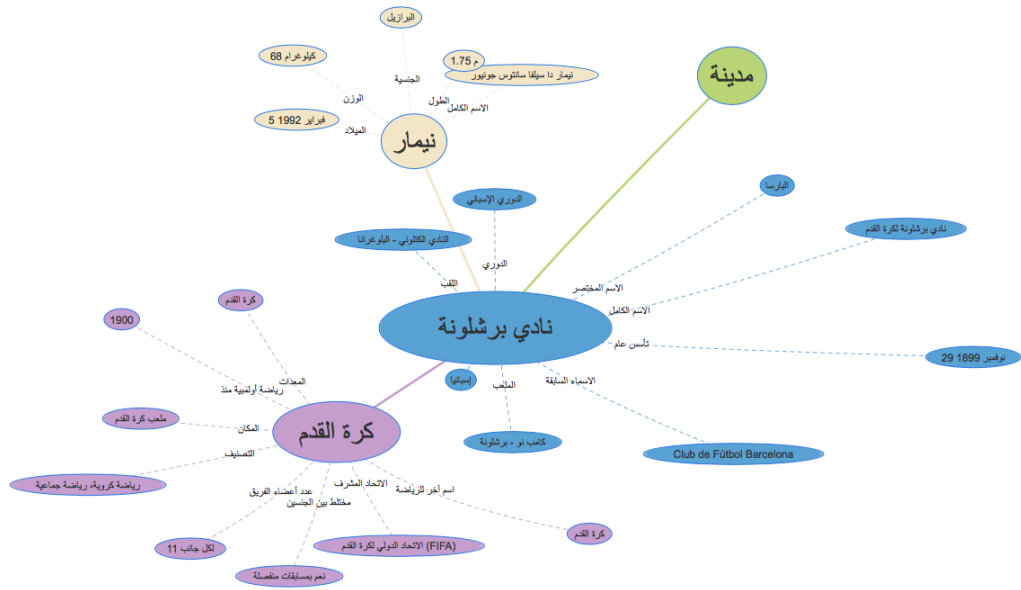 البرازيل
68 كيلوغرام
1.75 م
نيمار دا سيلفا سانتوس جونيور
مدينة
الجنسية
الوزن
الطول
الاسم الكامل
5 فبراير 1992
الميلاد
نيمار
البارسا
الدوري الإسباني
نادي برشلونة لكرة القدم
النادي الكتلوني - البلوغرانا
الدوري
اللقب
الاسم المختصر
الاسم الكامل
نادي برشلونة
تأسس عام
29 نوفمبر 1899
كرة القدم
1900
إسبانيا
الملعب
الاسماء السابقة
المعدات
رياضة أولمبية منذ
ملعب كرة القدم
المكان
كرة القدم
كامب نو - برشلونة
Club de Fútbol Barcelona
التصنيف
رياضة كروية، رياضة جماعية
عدد أعضاء الفريق
مختلط بين الجنسين
الاتحاد المشرف
اسم آخر للرياضة
كرة القدم
11 لكل جانب
الاتحاد الدولي لكرة القدم (FIFA)
نعم بمسابقات منفصلة